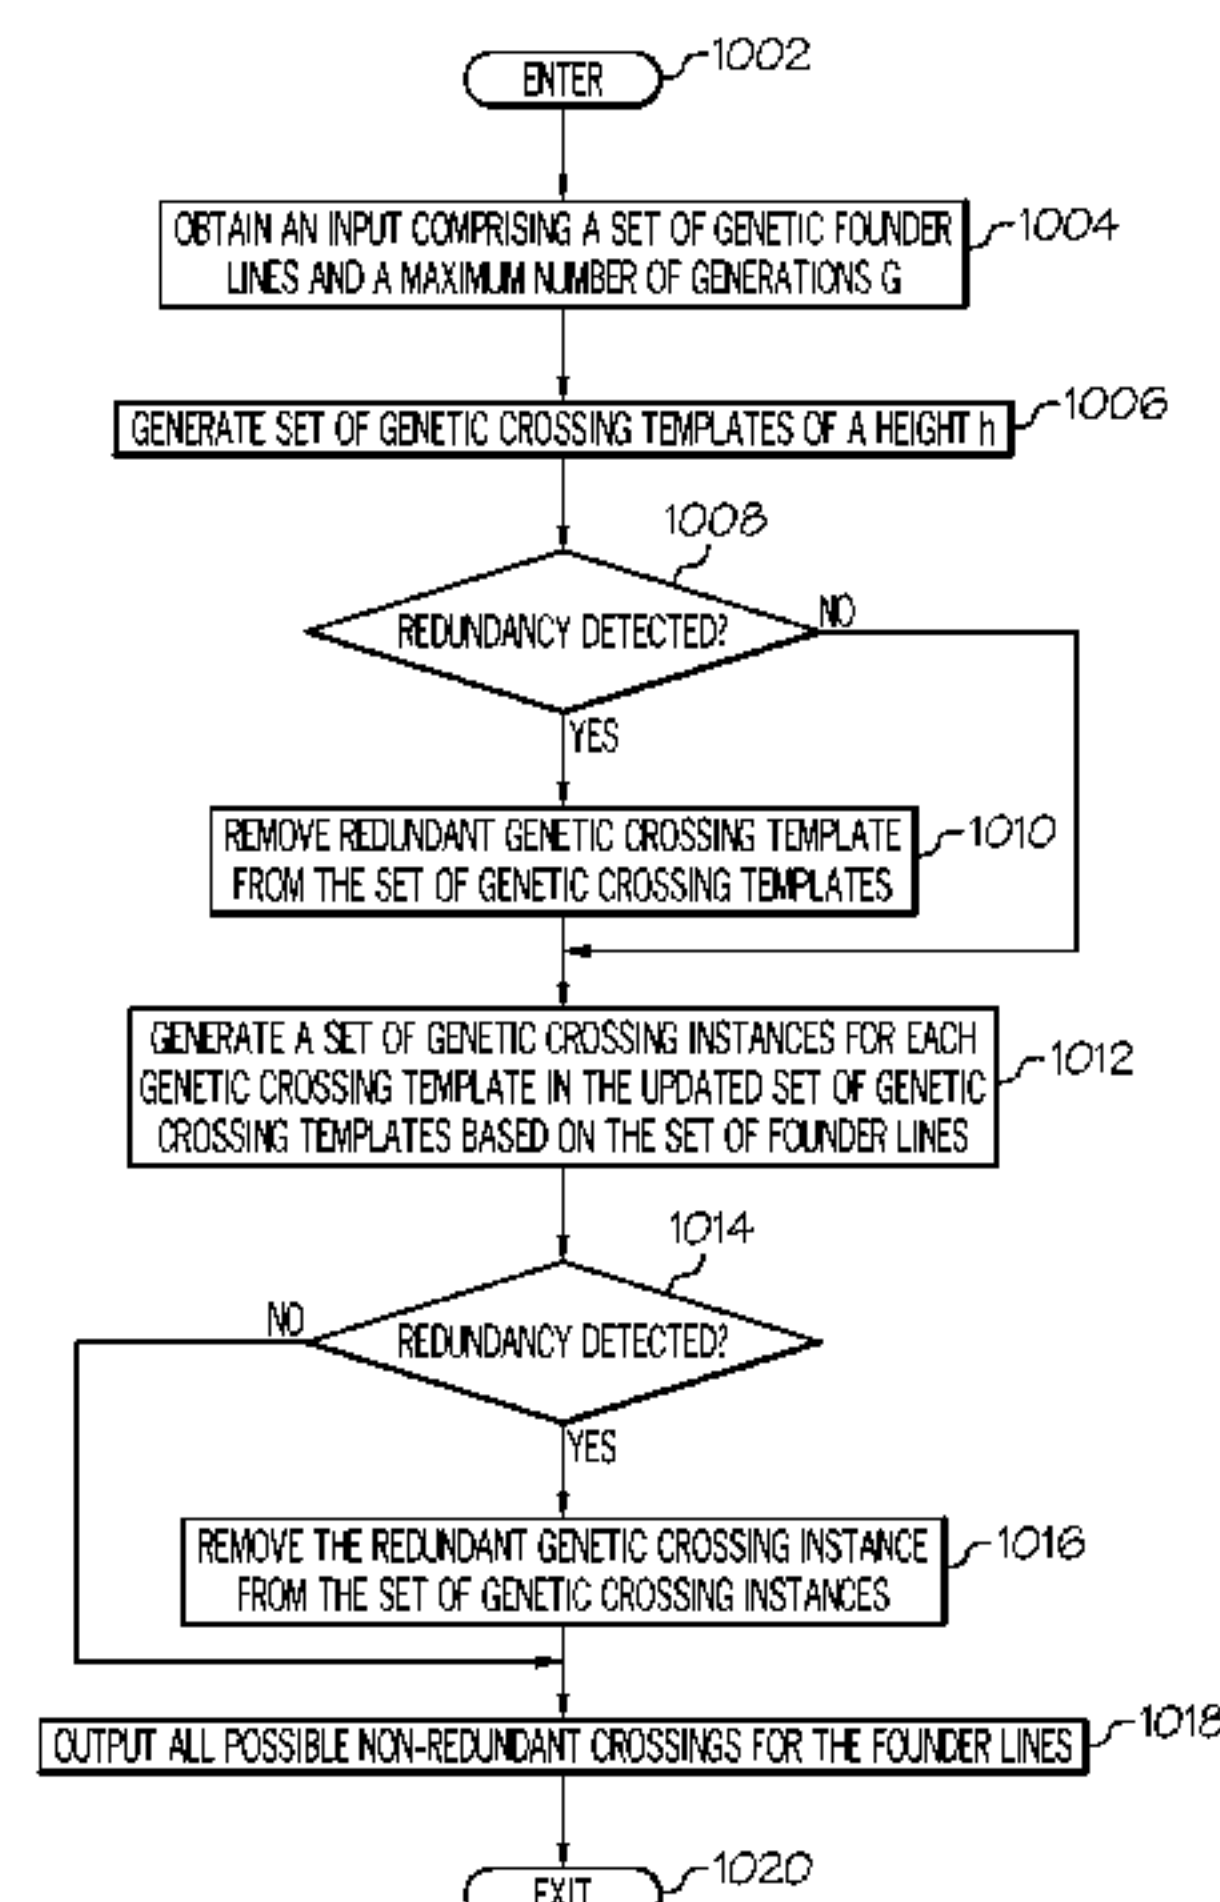 ENTER
1002
OBTAIN AN INPUT COMPRISING A SET OF GENETIC FOUNDER
LINES AND A MAXIMUM NUMBER OF GENERATIONS G
1004
GENERATE SET OF GENETIC CROSSING TEMPLATES OF A HEIGHT h
1006
1008
REDUNDANCY DETECTED?
NO
YES
REMOVE REDUNDANT GENETIC CROSSING TEMPLATE
FROM THE SET OF GENETIC CROSSING TEMPLATES
1010
GENERATE A SET OF GENETIC CROSSING INSTANCES FOR EACH
GENETIC CROSSING TEMPLATE IN THE UPDATED SET OF GENETIC
CROSSING TEMPLATES BASED ON THE SET OF FOUNDER LINES
1012
1014
NO
REDUNDANCY DETECTED?
YES
REMOVE THE REDUNDANT GENETIC CROSSING INSTANCE
FROM THE SET OF GENETIC CROSSING INSTANCES
1016
OUTPUT ALL POSSIBLE NON-REDUNDANT CROSSINGS FOR THE FOUNDER LINES
1018
EXIT
1020